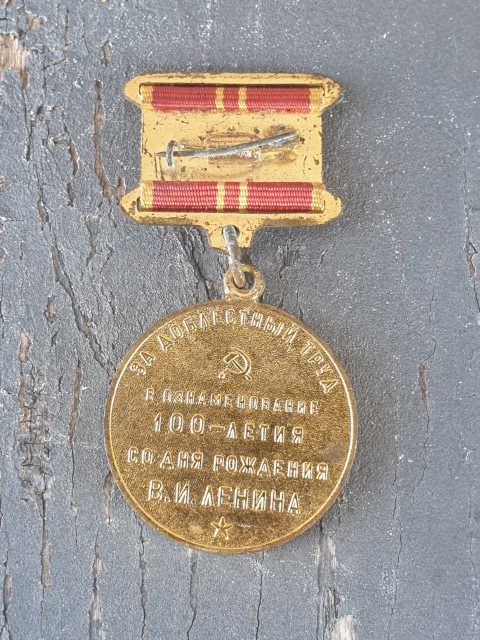 ЗА ДОБЛЕСТНЫЙ ТРУД
В ОЗНАМЕНОВАНИЕ
100-ЛЕТИЯ
СО ДНЯ РОЖДЕНИЯ
В.И. ЛЕНИНА